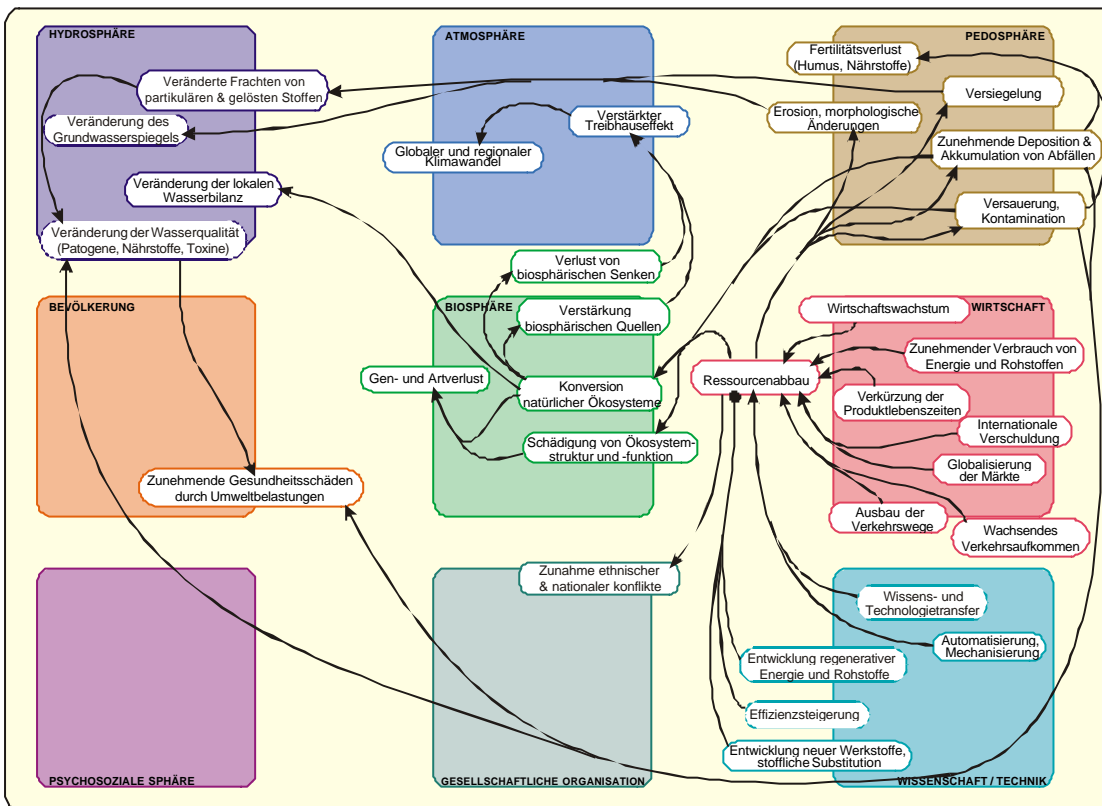 HYDROSPHÄRE
Veränderte Frachten von
partikulären & gelösten Stoffen
Veränderung des
Grundwasserspiegels
Veränderung der lokalen
Wasserbilanz
Veränderung der Wasserqualität
(Patogene, Nährstoffe, Toxine)
ATMOSPHÄRE
Verstärkter
Treibhauseffekt
Globaler und regionaler
Klimawandel
PEDOSPHÄRE
Fertilitätsverlust
(Humus, Nährstoffe)
Versiegelung
Erosion, morphologische
Änderungen
Zunehmende Deposition &
Akkumulation von Abfällen
Versauerung,
Kontamination
BEVÖLKERUNG
Zunehmende Gesundheitsschäden
durch Umweltbelastungen
Verlust von
biosphärischen Senken
BIOSPHÄRE
Verstärkung
biosphärischen Quellen
Gen- und Artverlust
Konversion
natürlicher Ökosysteme
Schädigung von Ökosystem-
struktur und -funktion
WIRTSCHAFT
Wirtschaftswachstum
Zunehmender Verbrauch von
Energie und Rohstoffen
Ressourcenabbau
Verkürzung der
Produktlebenszeiten
Internationale
Verschuldung
Globalisierung
der Märkte
Ausbau der
Verkehrswege
Wachsendes
Verkehrsaufkommen
PSYCHOSOZIALE SPHÄRE
Zunahme ethnischer
& nationaler konflikte
GESELLSCHAFTLICHE ORGANISATION
Wissens- und
Technologietransfer
Automatisierung,
Mechanisierung
Entwicklung regenerativer
Energie und Rohstoffe
Effizienzsteigerung
Entwicklung neuer Werkstoffe,
stoffliche Substitution
WISSENSCHAFT / TECHNIK